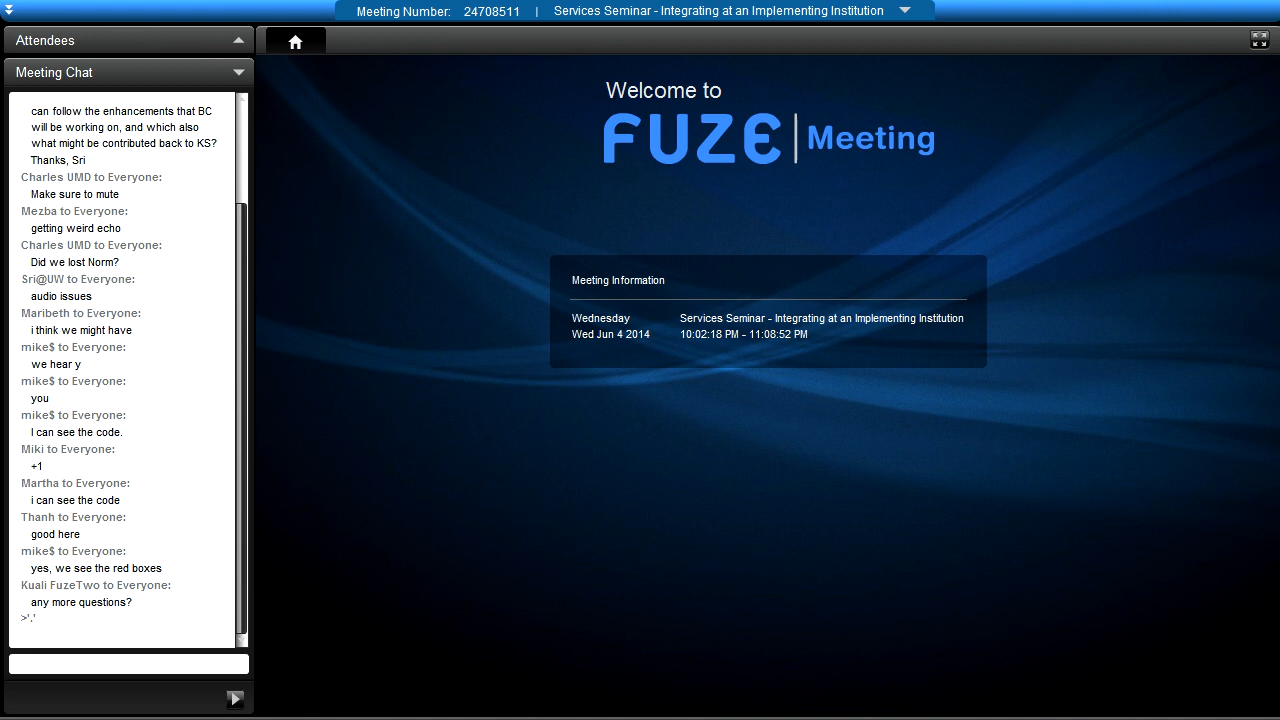 Meeting Number: 24708511 | Services Seminar - Integrating at an Implementing Institution
Attendees
Meeting Chat
can follow the enhancements that BC
will be working on, and which also
what might be contributed back to KS?
Thanks, Sri
Charles UMD to Everyone:
Make sure to mute
Mezba to Everyone:
getting weird echo
Charles UMD to Everyone:
Did we lost Norm?
Sri@UW to Everyone:
audio issues
Maribeth to Everyone:
i think we might have
mike$ to Everyone:
we hear y
mike$ to Everyone:
you
mike$ to Everyone:
I can see the code.
Miki to Everyone:
+1
Martha to Everyone:
i can see the code
Thanh to Everyone:
good here
mike$ to Everyone:
yes, we see the red boxes
Kuali FuzeTwo to Everyone:
any more questions?
>'.'
Welcome to
FUZE | Meeting
Meeting Information
Wednesday Services Seminar - Integrating at an Implementing Institution
Wed Jun 4 2014 10:02:18 PM - 11:08:52 PM